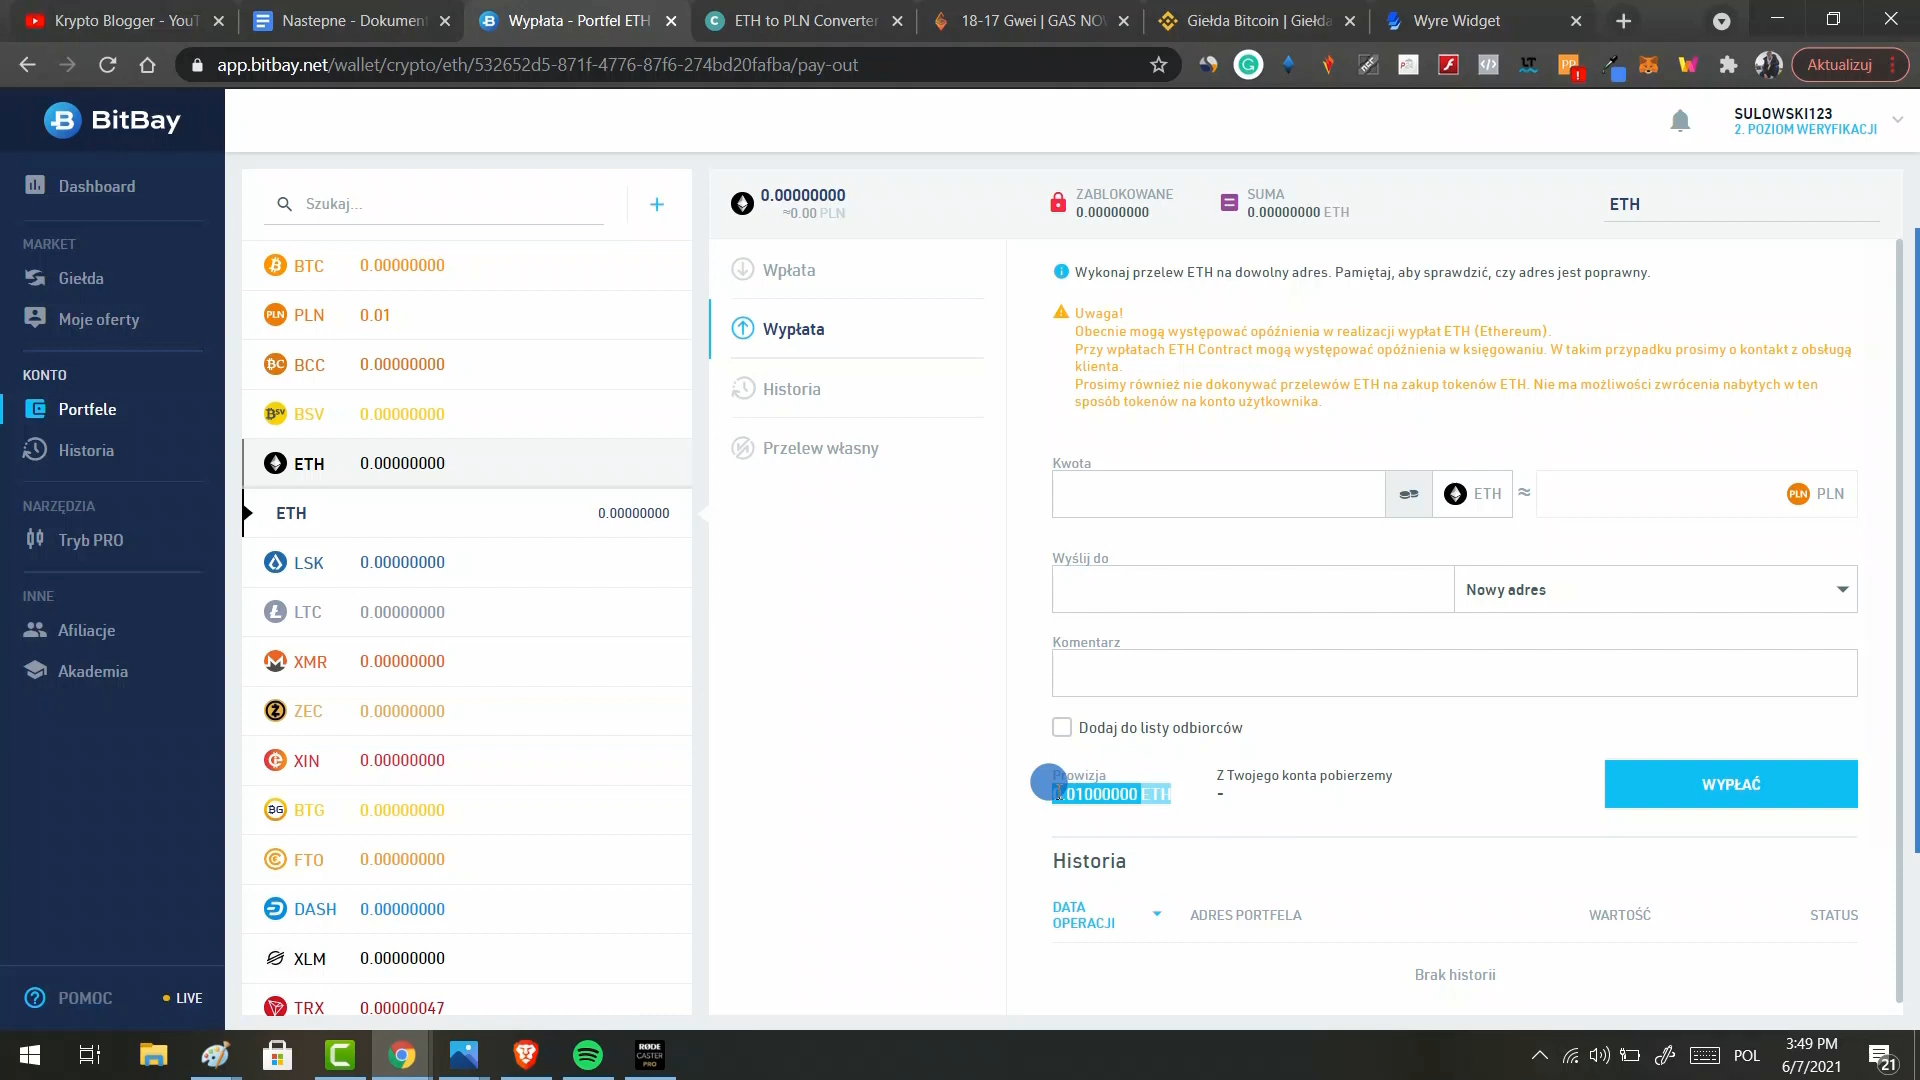 Krypto Blogger - YouT
Nastepne - Dokument
Wypłata - Portfel ETH
ETH to PLN Converter
18-17 Gwei | GAS NOW
Giełda Bitcoin | Giełda
Wyre Widget
app.bitbay.net/wallet/crypto/eth/532652d5-871f-4776-87f6-274bd20fafba/pay-out
Aktualizuj
BitBay
SULOWSKI123
2. POZIOM WERYFIKACJI
Dashboard
MARKET
Giełda
Moje oferty
KONTO
Portfele
Historia
NARZĘDZIA
Tryb PRO
INNE
Afiliacje
Akademia
POMOC
LIVE
Szukaj...
+
BTC 0.00000000
PLN 0.01
BCC 0.00000000
BSV 0.00000000
ETH 0.00000000
ETH 0.00000000
LSK 0.00000000
LTC 0.00000000
XMR 0.00000000
ZEC 0.00000000
XIN 0.00000000
BTG 0.00000000
FTO 0.00000000
DASH 0.00000000
XLM 0.00000000
TRX 0.00000047
0.00000000
≈0.00 PLN
ZABLOKOWANE
0.00000000
SUMA
0.00000000 ETH
ETH
Wpłata
Wypłata
Historia
Przelew własny
Wykonaj przelew ETH na dowolny adres. Pamiętaj, aby sprawdzić, czy adres jest poprawny.
Uwaga!
Obecnie mogą występować opóźnienia w realizacji wypłat ETH (Ethereum).
Przy wpłatach ETH Contract mogą występować opóźnienia w księgowaniu. W takim przypadku prosimy o kontakt z obsługą
klienta.
Prosimy również nie dokonywać przelewów ETH na zakup tokenów ETH. Nie ma możliwości zwrócenia nabytych w ten
sposób tokenów na konto użytkownika.
Kwota
ETH ≈ PLN PLN
Wyślij do
Nowy adres
Komentarz
Dodaj do listy odbiorców
Prowizja
0.01000000 ETH
Z Twojego konta pobierzemy
-
WYPŁAĆ
Historia
DATA
OPERACJI
ADRES PORTFELA
WARTOŚĆ
STATUS
Brak historii
RØDE
CASTER
PRO
POL
3:49 PM
6/7/2021
21